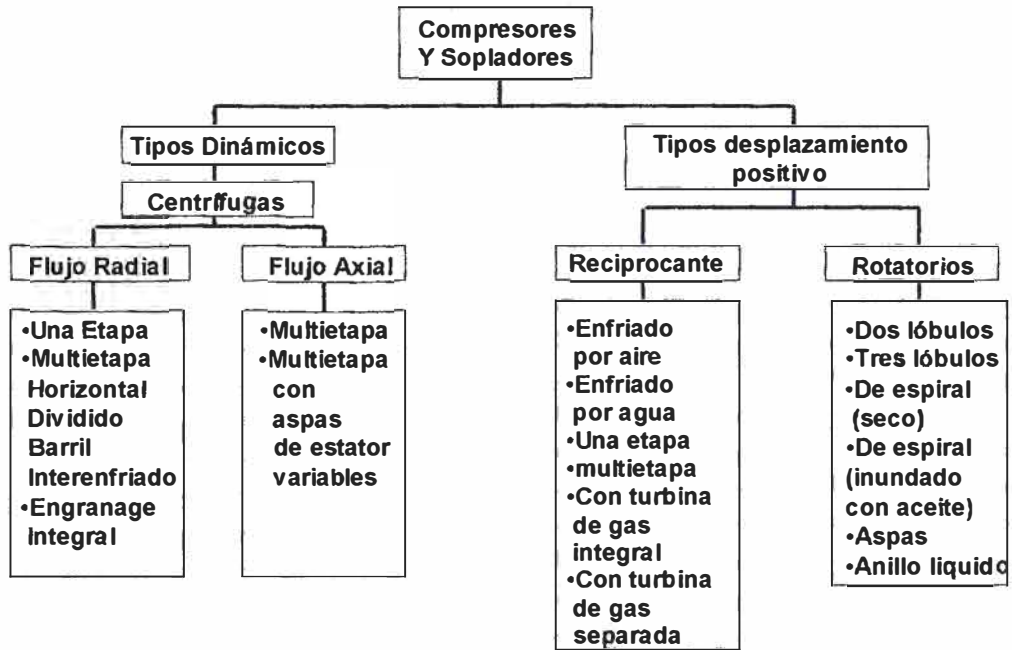 Compresores
Y Sopladores
Tipos Dinámicos
Tipos desplazamiento
positivo
Centrífugas
Flujo Radial
Flujo Axial
Reciprocante
Rotatorios
•Una Etapa
•Multietapa
Horizontal
Dividido
Barril
Interenfriado
•Engranage
Integral
•Multietapa
•Multietapa
con
aspas
de estator
variables
•Enfriado
por aire
•Enfriado
por agua
•Una etapa
•multietapa
•Con turbina
de gas
integral
•Con turbina
de gas
separada
•Dos lóbulos
•Tres lóbulos
•De espiral
(seco)
•De espiral
(inundado
con aceite)
•Aspas
•Anillo liquido